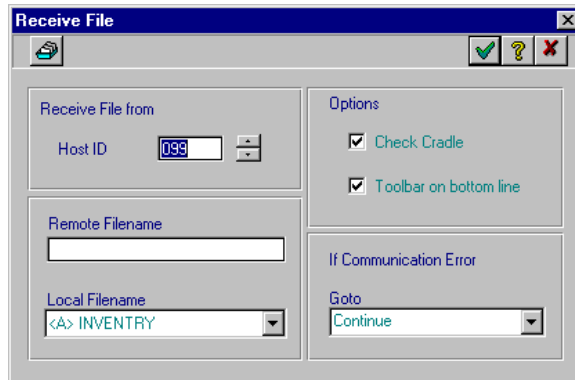 Receive File
Receive File from
Host ID 099
Remote Filename
Local Filename
<A> INVENTRY
Options
Check Cradle
Toolbar on bottom line
If Communication Error
Goto
Continue